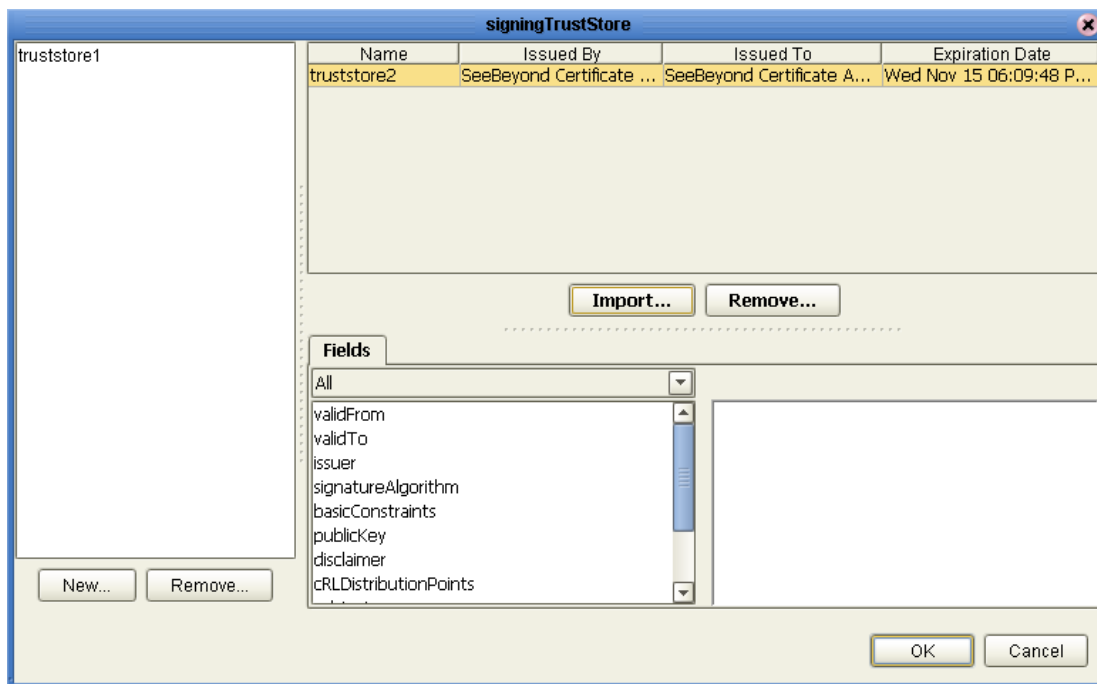 signingTrustStore
truststore1
Name Issued By Issued To Expiration Date
truststore2 SeeBeyond Certificate ... SeeBeyond Certificate A... Wed Nov 15 06:09:48 P...
Import... Remove...
Fields
All
validFrom
validTo
issuer
signatureAlgorithm
basicConstraints
publicKey
disclaimer
cRLDistributionPoints
New... Remove...
OK Cancel